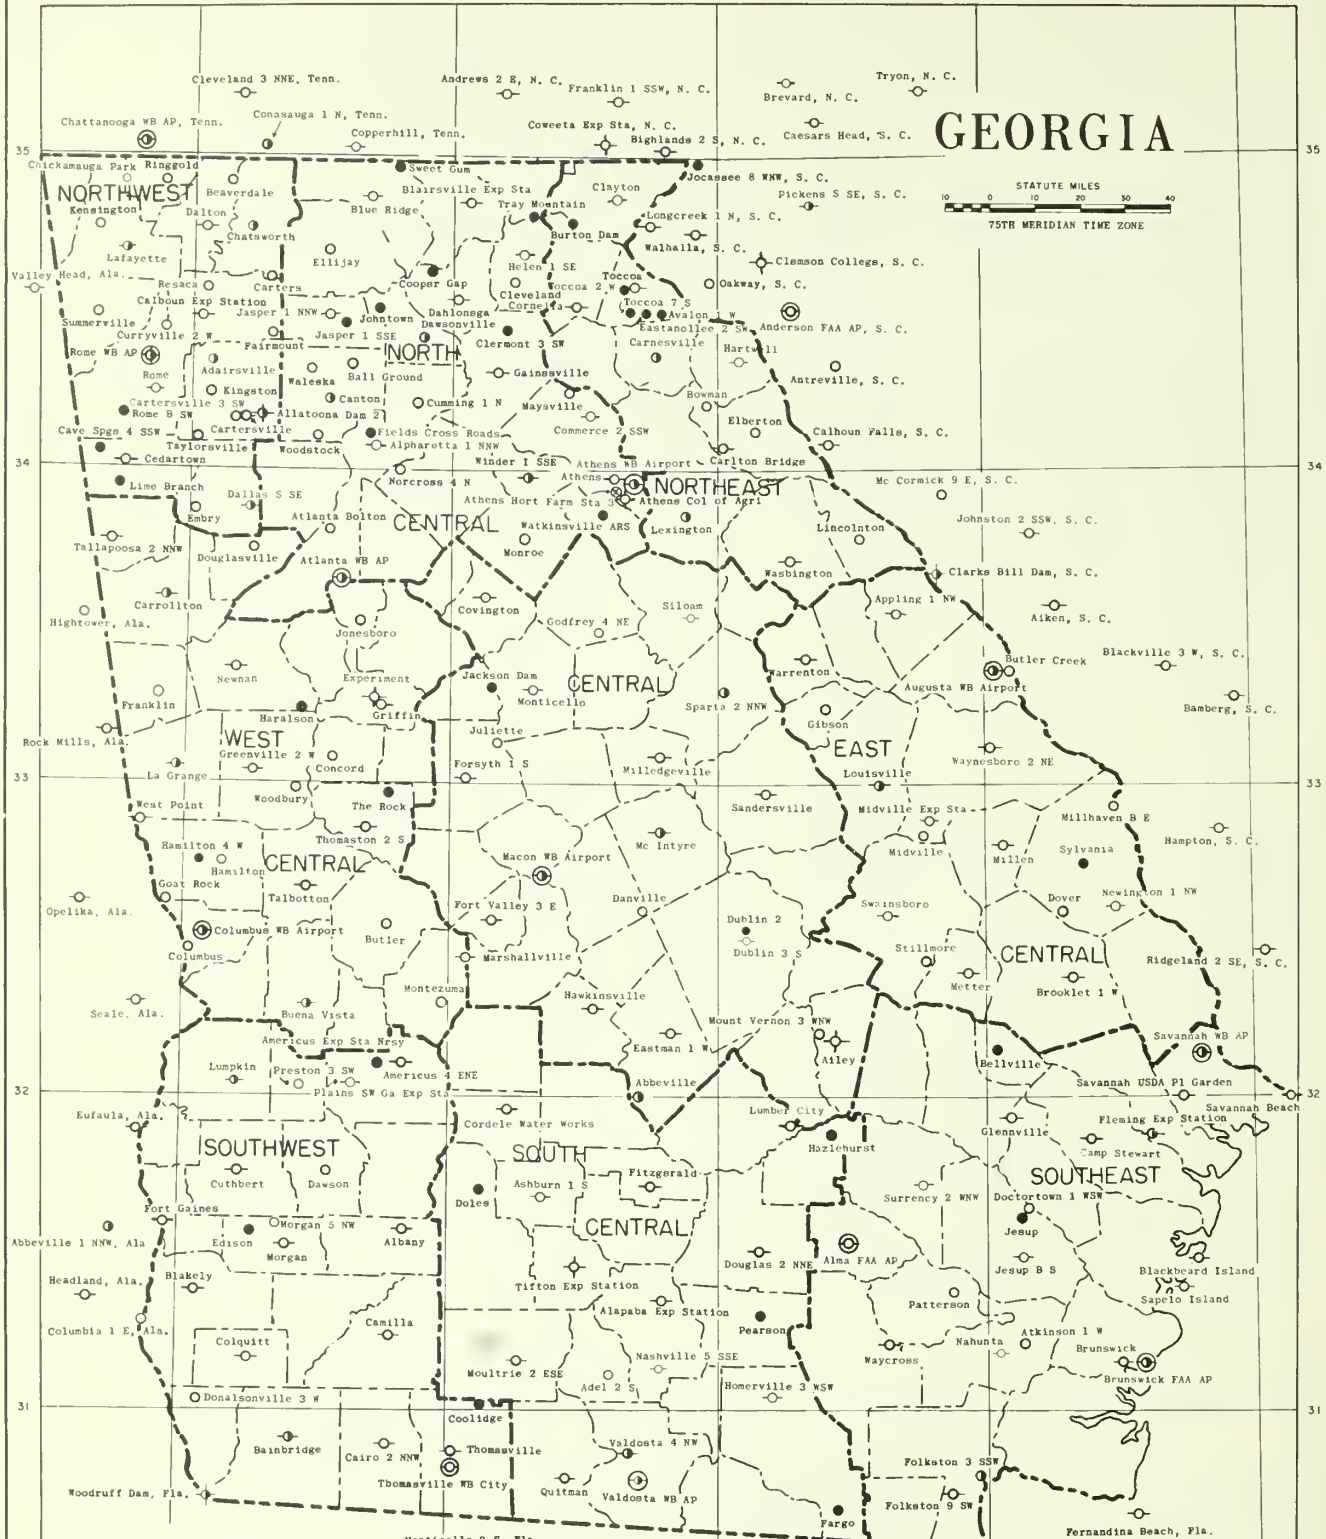 Cleveland 3 NNE, Tenn.
Andrews 2 E, N. C.
Franklin 1 SSW, N. C.
Tryon, N. C.
Brevard, N. C.
Conasauga 1 N, Tenn.
Chattanooga WB AP, Tenn.
Copperhill, Tenn.
Coweeta Exp Sta, N. C.
Highlands 2 S, N. C.
Caesars Head, S. C.
GEORGIA
35
35
Chickamauga Park
Ringgold
Sweet Gum
Jocassee 8 WNW, S. C.
STATUTE MILES
NORTHWEST
Beaverdale
Blairsville Exp Sta
Clayton
Pickens 5 SE, S. C.
10 0 10 20 30 40
Kensington
Dalton
Blue Ridge
Tray Mountain
Longcreek 1 N, S. C.
75TH MERIDIAN TIME ZONE
Chatsworth
Burton Dam
Walhalla, S. C.
Lafayette
Ellijay
Helen 1 SE
Clemson College, S. C.
Valley Head, Ala.
Resaca
Carters
Cooper Gap
Cleveland
Toccoa
Toccoa 2 W
Oakway, S. C.
Calhoun Exp Station
Jasper 1 NNW
Johntown
Dahlonega
Cornelia
Toccoa 7 S
Avalon 1 W
Summerville
Curryville 2 W
Jasper 1 SSE
Dawsonville
Eastanollee 2 SW
Anderson FAA AP, S. C.
Rome WB AP
Fairmount
NORTH
Clermont 3 SW
Carnesville
Hartwell
Rome
Adairsville
Waleska
Ball Ground
Gainesville
Antreville, S. C.
Kingston
Canton
Cumming 1 N
Maysville
Bowman
Cartersville 3 SW
Rome 8 SW
Allatoona Dam 2
Commerce 2 SSW
Elberton
Cave Spgs 4 SSW
Cartersville
Fields Cross Roads
Calhoun Falls, S. C.
Taylorsville
Woodstock
Alpharetta 1 NNW
Cedartown
Winder 1 SSE
Athens WB Airport
Carlton Bridge
34
34
Lime Branch
Dallas 5 SE
Norcross 4 N
Athens
NORTHEAST
Mc Cormick 9 E, S. C.
Athens Hort Farm Sta 3
Athens Col of Agri
Embry
Atlanta Bolton
CENTRAL
Watkinsville ARS
Lexington
Lincolnton
Johnston 2 SSW, S. C.
Tallapoosa 2 NNW
Douglasville
Atlanta WB AP
Monroe
Washington
Clarks Bill Dam, S. C.
Carrollton
Covington
Siloam
Appling 1 NW
Hightower, Ala.
Jonesboro
Godfrey 4 NE
Aiken, S. C.
Newnan
Experiment
Jackson Dam
CENTRAL
Warrenton
Butler Creek
Blackville 3 W, S. C.
Franklin
Monticello
Sparta 2 NNW
Augusta WB Airport
Haralson
Griffin
Gibson
Bamberg, S. C.
Rock Mills, Ala.
WEST
Juliette
EAST
Greenville 2 W
Concord
Forsyth 1 S
Milledgeville
Louisville
Waynesboro 2 NE
La Grange
33
33
West Point
Woodbury
The Rock
Sandersville
Midville Exp Sta
Millhaven 8 E
Thomaston 2 S
Mc Intyre
Midville
Millen
Sylvania
Hampton, S. C.
Hamilton 4 W
Hamilton
CENTRAL
Macon WB Airport
Goat Rock
Talbotton
Fort Valley 3 E
Danville
Dover
Newington 1 NW
Opelika, Ala.
Dublin 2
Swainsboro
Columbus WB Airport
Butler
Dublin 3 S
Stillmore
CENTRAL
Columbus
Marshallville
Ridgeland 2 SE, S. C.
Montezuma
Hawkinsville
Metter
Brooklet 1 W
Seale, Ala.
Buena Vista
Mount Vernon 3 WNW
Americus Exp Sta Nrsy
Eastman 1 W
Ailey
Savannah WB AP
Lumpkin
Preston 3 SW
Americus 4 ENE
Abbeville
Bellville
Plains SW Ga Exp Sta
Savannah USDA Pl Garden
32
Savannah Beach
32
Eufaula, Ala.
Cordele Water Works
Lumber City
Glennville
Fleming Exp Station
SOUTHWEST
SOUTH
Hazlehurst
Camp Stewart
Cuthbert
Dawson
Fitzgerald
SOUTHEAST
Doles
Ashburn 1 S
Surrency 2 WNW
Doctortown 1 WSW
Fort Gaines
Morgan 5 NW
CENTRAL
Jesup
Abbeville 1 NNW, Ala
Edison
Morgan
Albany
Douglas 2 NNE
Alma FAA AP
Jesup 8 S
Blackbeard Island
Headland, Ala.
Blakely
Tifton Exp Station
Patterson
Sapelo Island
Alapaha Exp Station
Columbia 1 E, Ala.
Camilla
Pearson
Colquitt
Nahunta
Atkinson 1 W
Brunswick
Moultrie 2 ESE
Nashville 5 SSE
Waycross
Brunswick FAA AP
Donalsonville 3 W
Adel 2 S
Homerville 3 WSW
31
31
Coolidge
Bainbridge
Cairo 2 NNW
Thomasville
Valdosta 4 NW
Folkston 3 SSW
Thomasville WB City
Quitman
Valdosta WB AP
Woodruff Dam, Fla.
Folkston 9 SW
Fargo
Fernandina Beach, Fla.